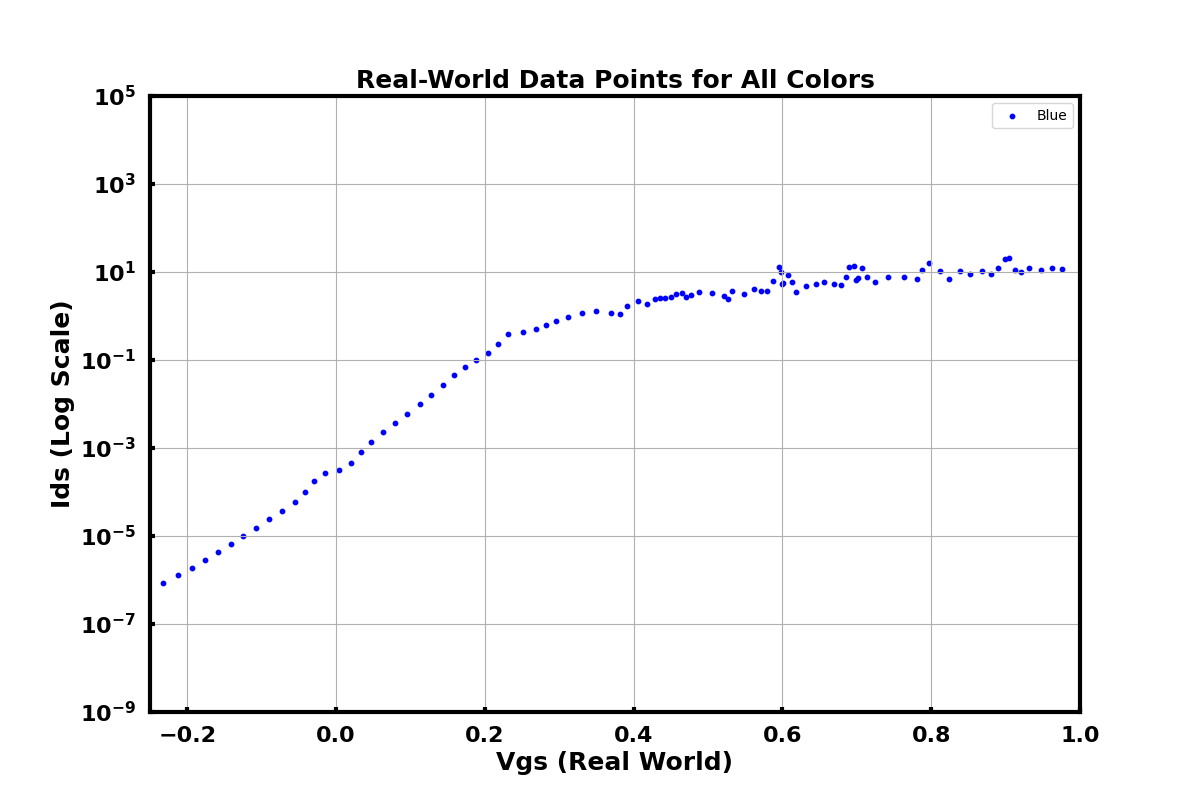 Real-World Data Points for All Colors
10^5
10^3
10^1
10^−1
10^−3
10^−5
10^−7
10^−9
Ids (Log Scale)
Blue
−0.2 0.0 0.2 0.4 0.6 0.8 1.0
Vgs (Real World)